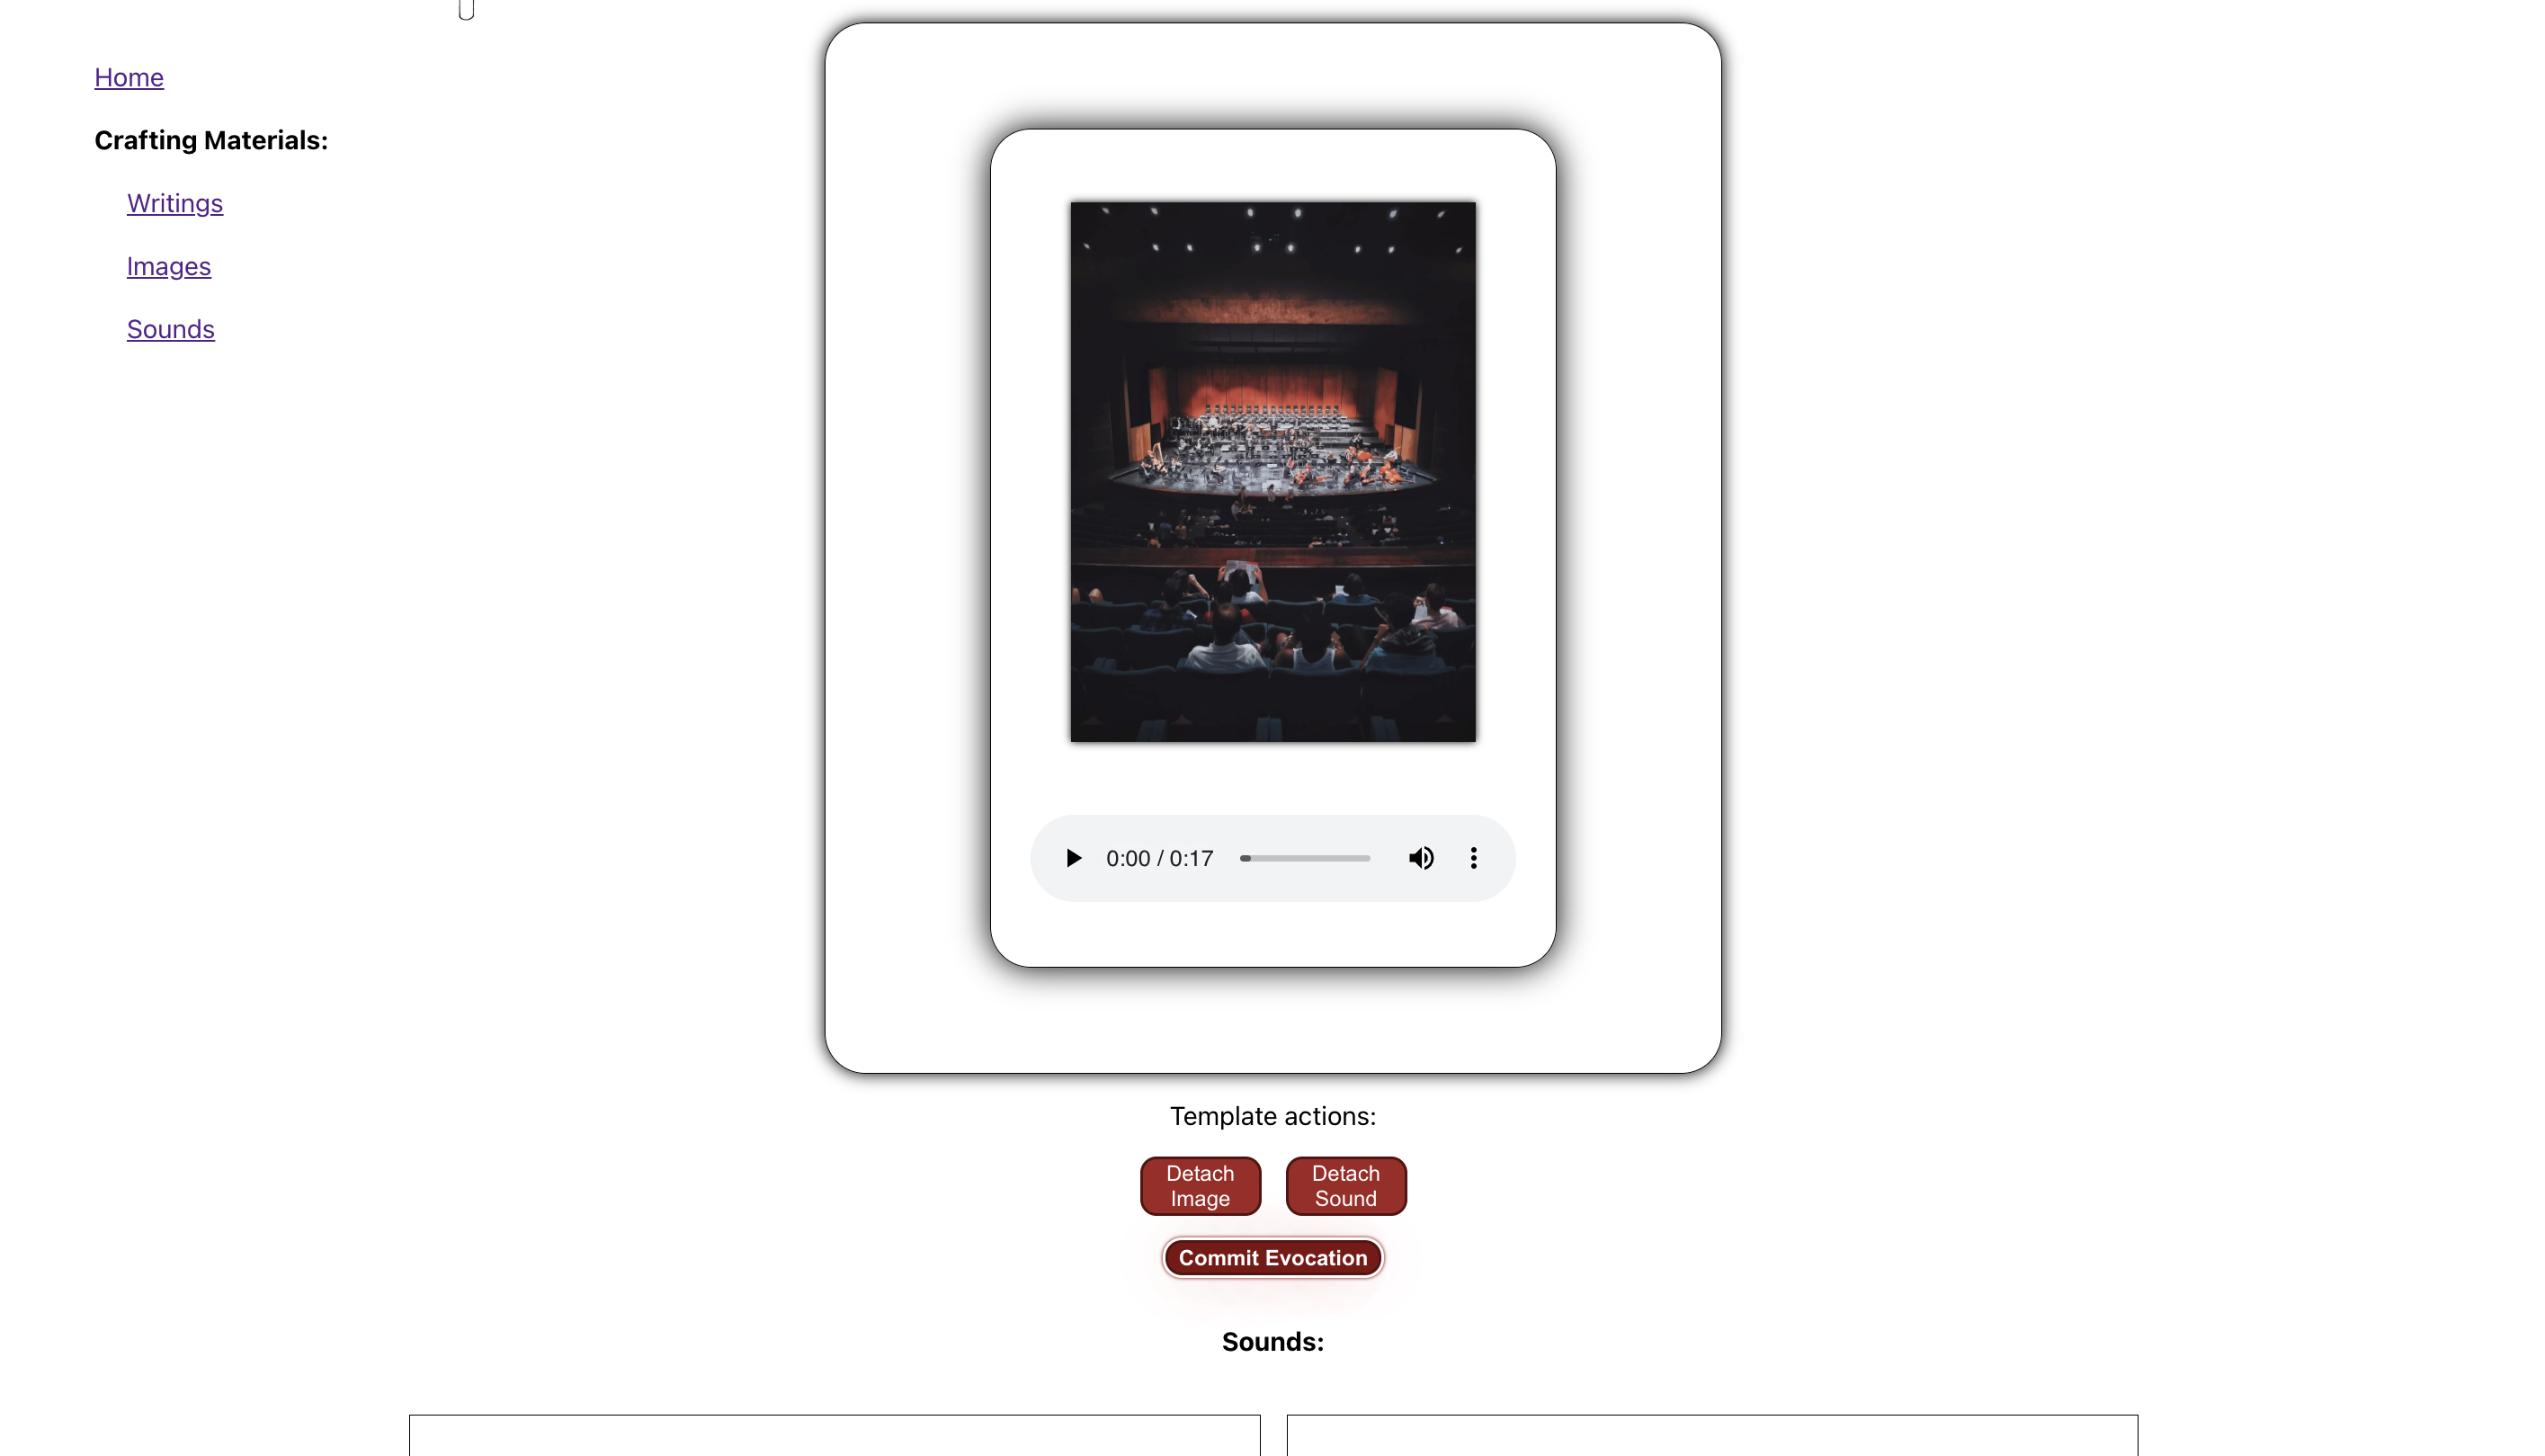 Home
Crafting Materials:
Writings
Images
Sounds
0:00 / 0:17
Template actions:
Detach
Image
Detach
Sound
Commit Evocation
Sounds: